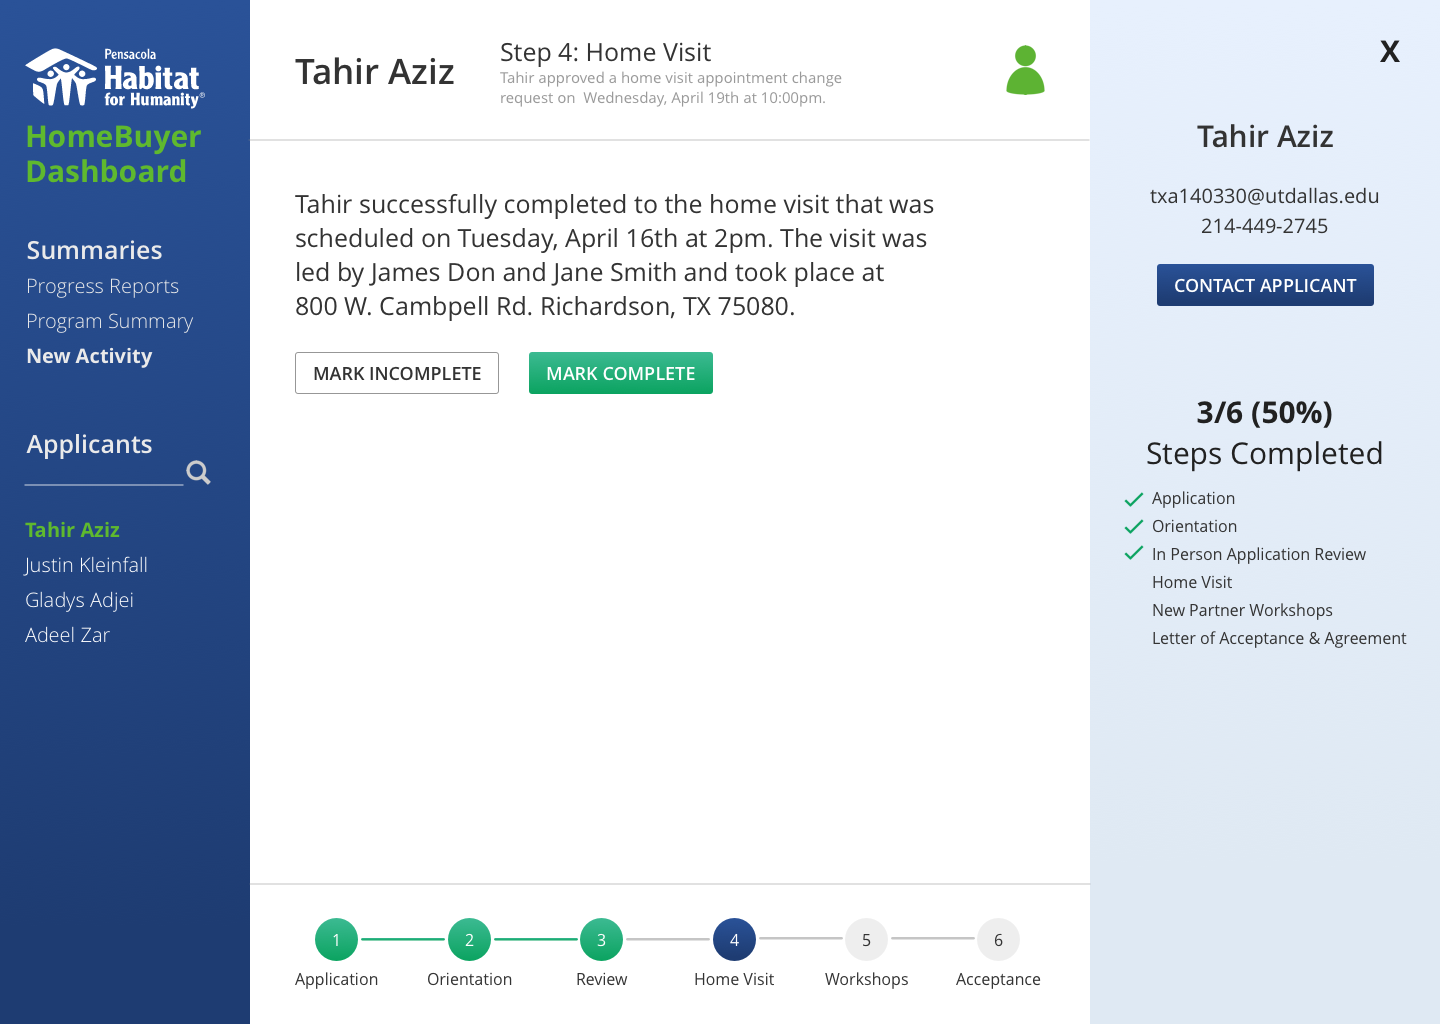 Pensacola
Habitat
for Humanity®
HomeBuyer
Dashboard
Summaries
Progress Reports
Program Summary
New Activity
Applicants
Tahir Aziz
Justin Kleinfall
Gladys Adjei
Adeel Zar
Tahir Aziz
Step 4: Home Visit
Tahir approved a home visit appointment change
request on  Wednesday, April 19th at 10:00pm.
Tahir successfully completed to the home visit that was
scheduled on Tuesday, April 16th at 2pm. The visit was
led by James Don and Jane Smith and took place at
800 W. Cambpell Rd. Richardson, TX 75080.
MARK INCOMPLETE
MARK COMPLETE
1
2
3
4
5
6
Application
Orientation
Review
Home Visit
Workshops
Acceptance
X
Tahir Aziz
txa140330@utdallas.edu
214-449-2745
CONTACT APPLICANT
3/6 (50%)
Steps Completed
Application
Orientation
In Person Application Review
Home Visit
New Partner Workshops
Letter of Acceptance & Agreement